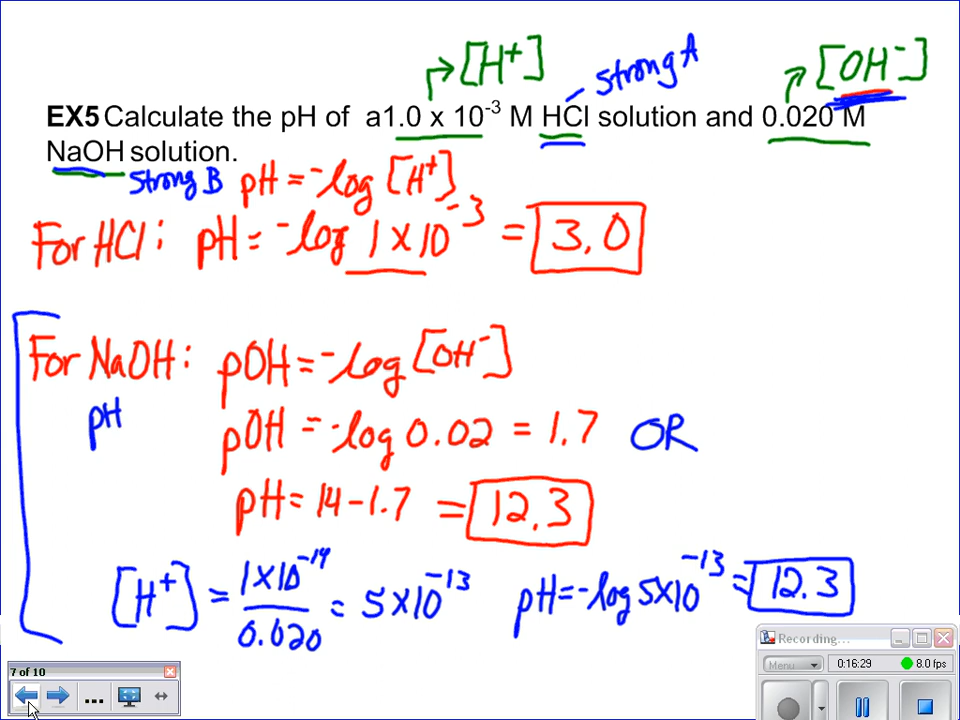 [H⁺] Strong A [OH⁻]
EX5 Calculate the pH of a1.0 x 10⁻³ M HCl solution and 0.020 M
NaOH solution.
Strong B pH = -log [H⁺]
For HCl: pH = -log 1 x 10⁻³ = 3.0
For NaOH: pOH = -log [OH⁻]
pH pOH = -log 0.02 = 1.7 OR
pH = 14 - 1.7 = 12.3
[H⁺] = 1x10⁻¹⁴ / 0.020 = 5 x 10⁻¹³ pH = -log 5x10⁻¹³ = 12.3
Recording...
Menu 0:16:29 8.0 fps
7 of 10
...